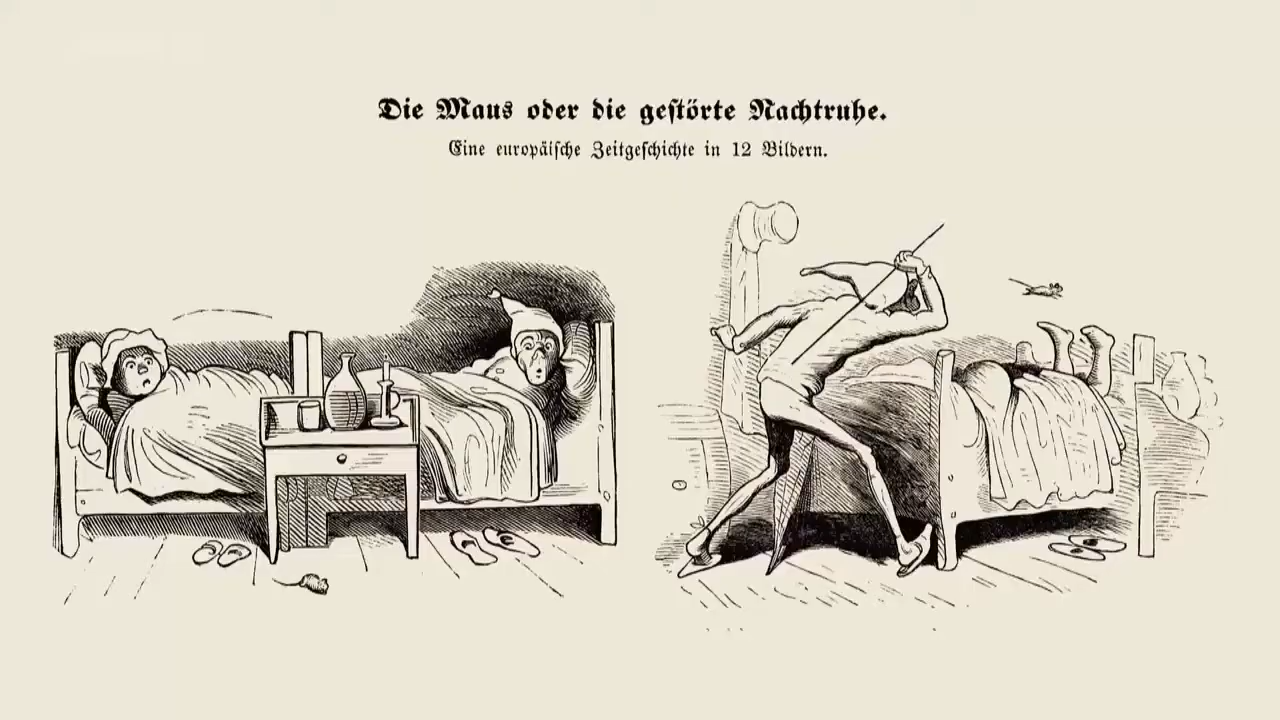 Die Maus oder die gestörte Nachtruhe.
Eine europäische Zeitgeschichte in 12 Bildern.